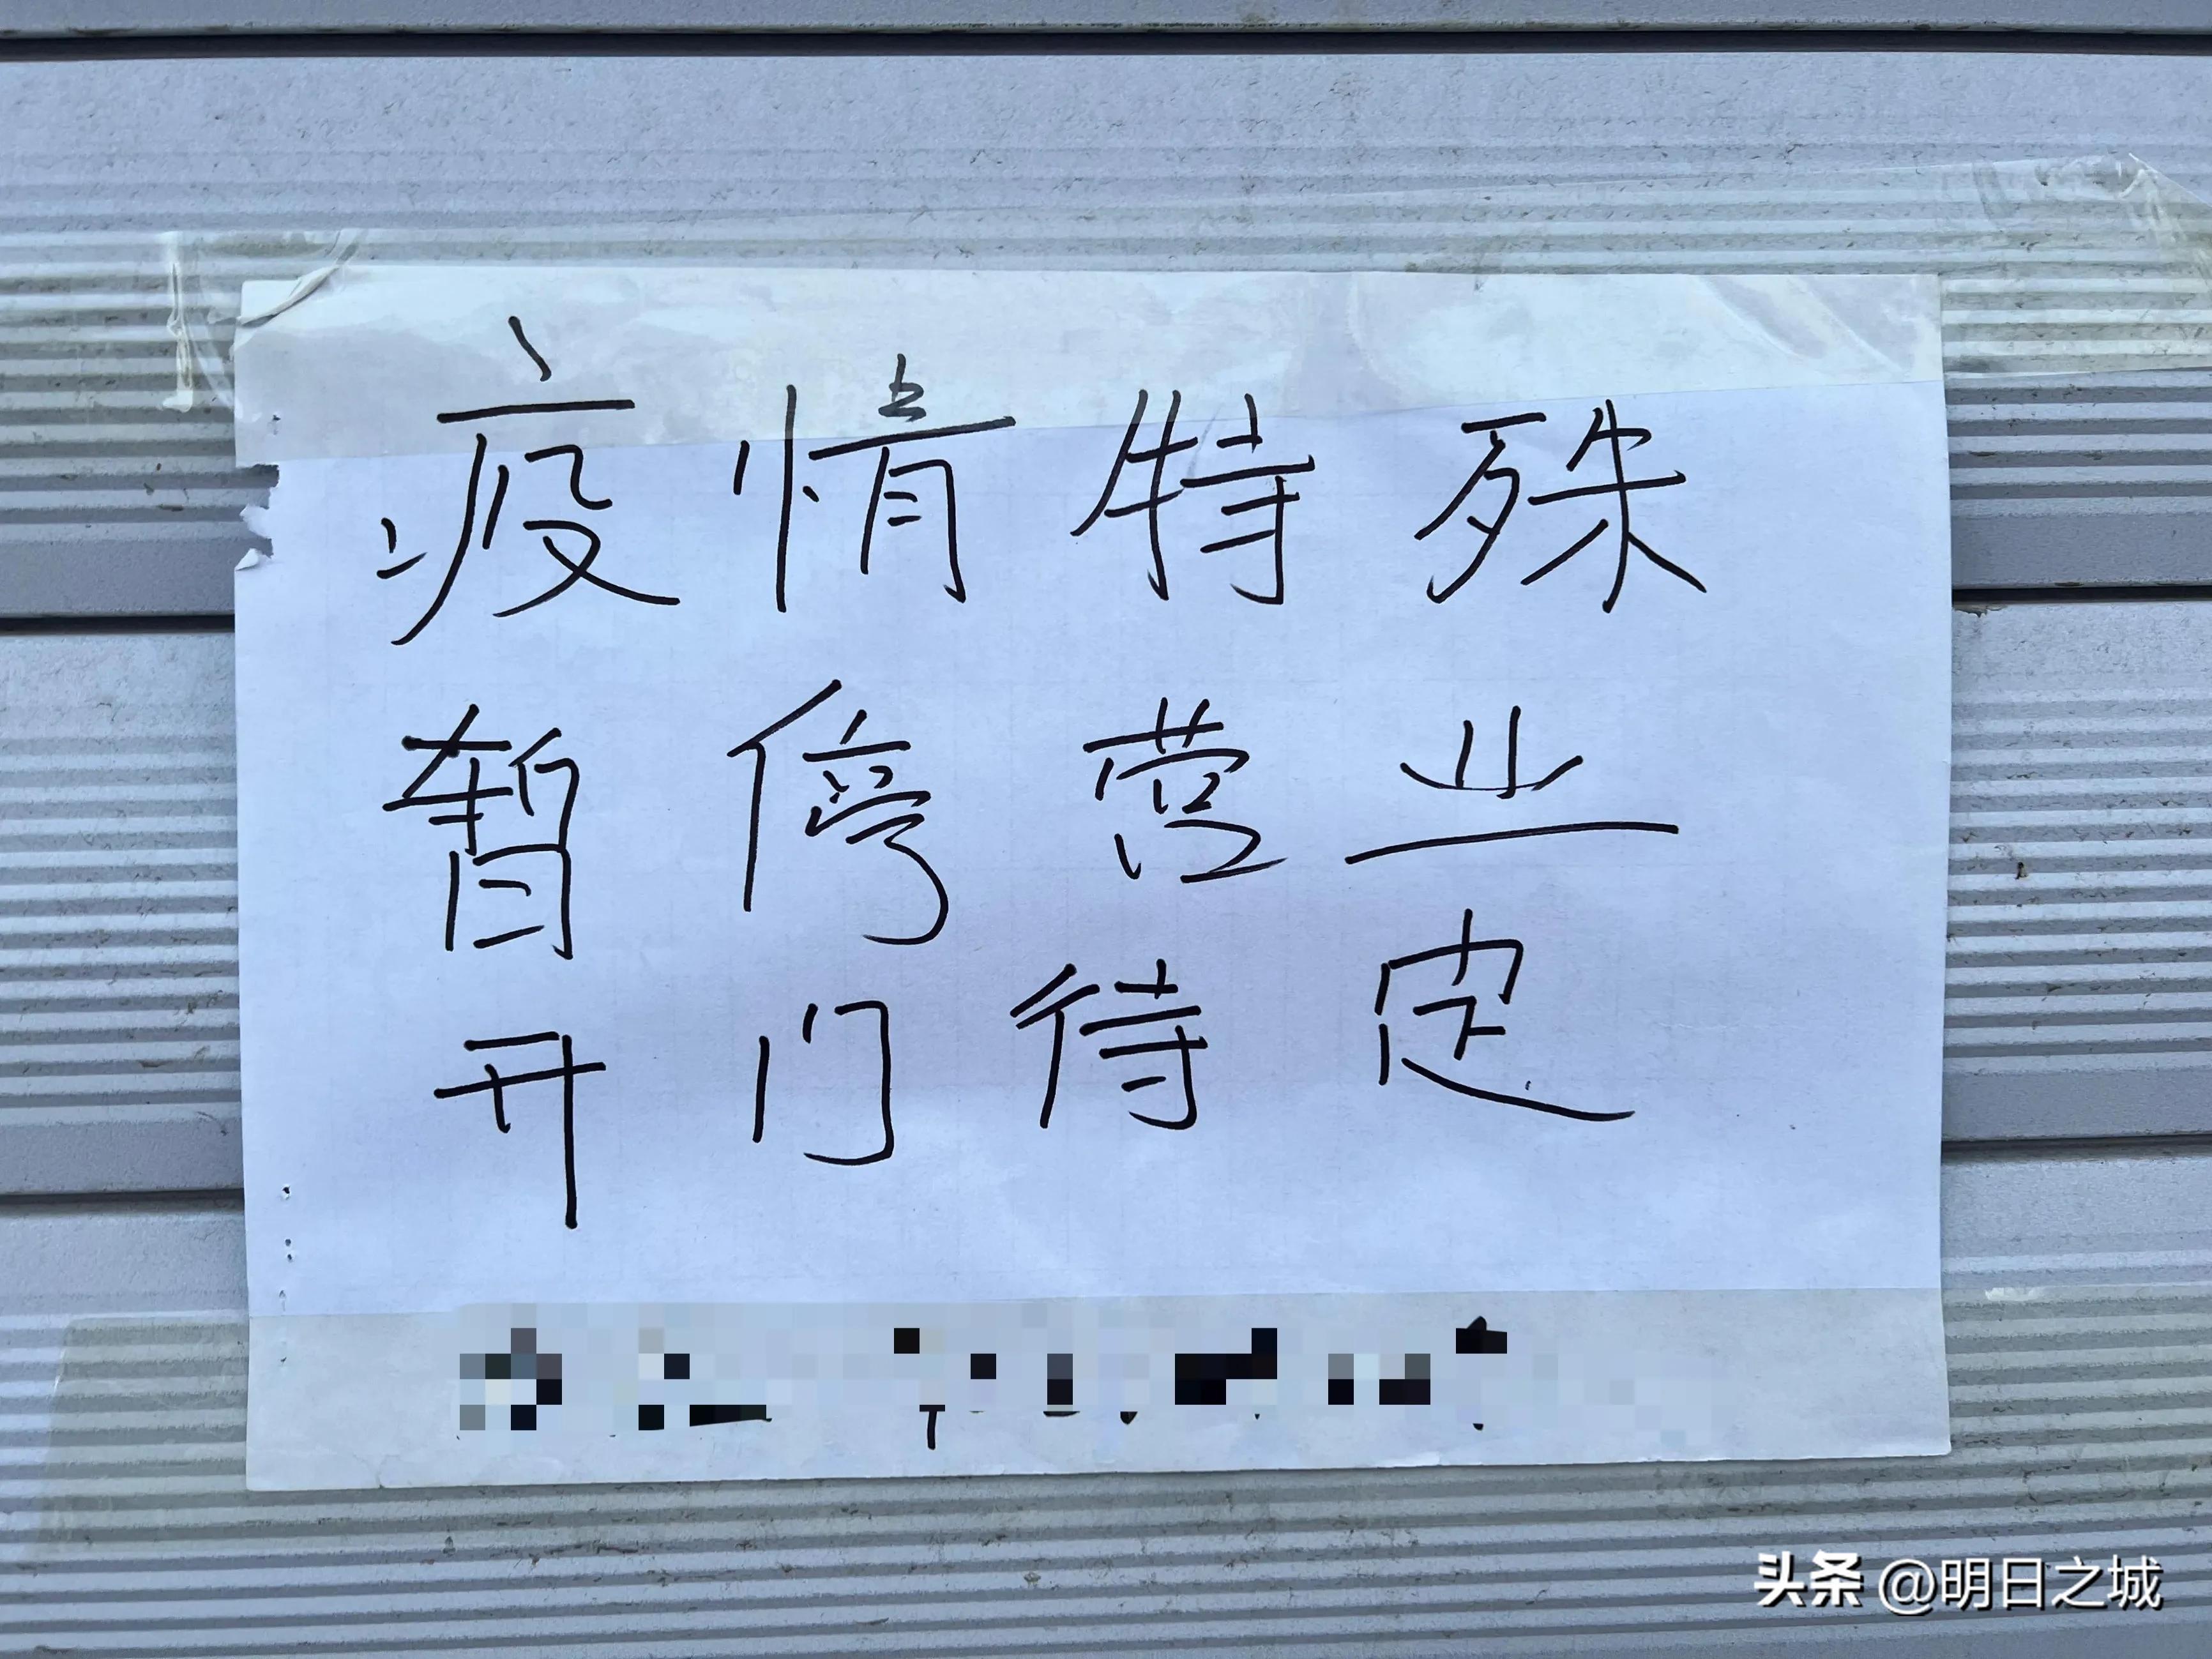 疫情特殊
暂停营业
开门待定
头条 @明日之城